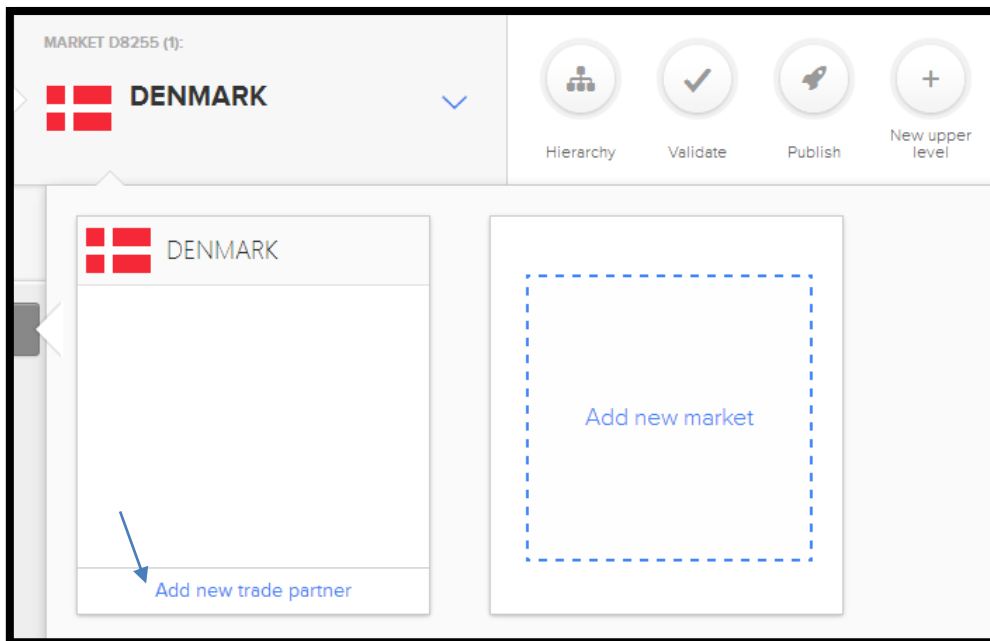 MARKET D8255 (1):
DENMARK
Hierarchy
Validate
Publish
New upper
level
DENMARK
Add new market
Add new trade partner